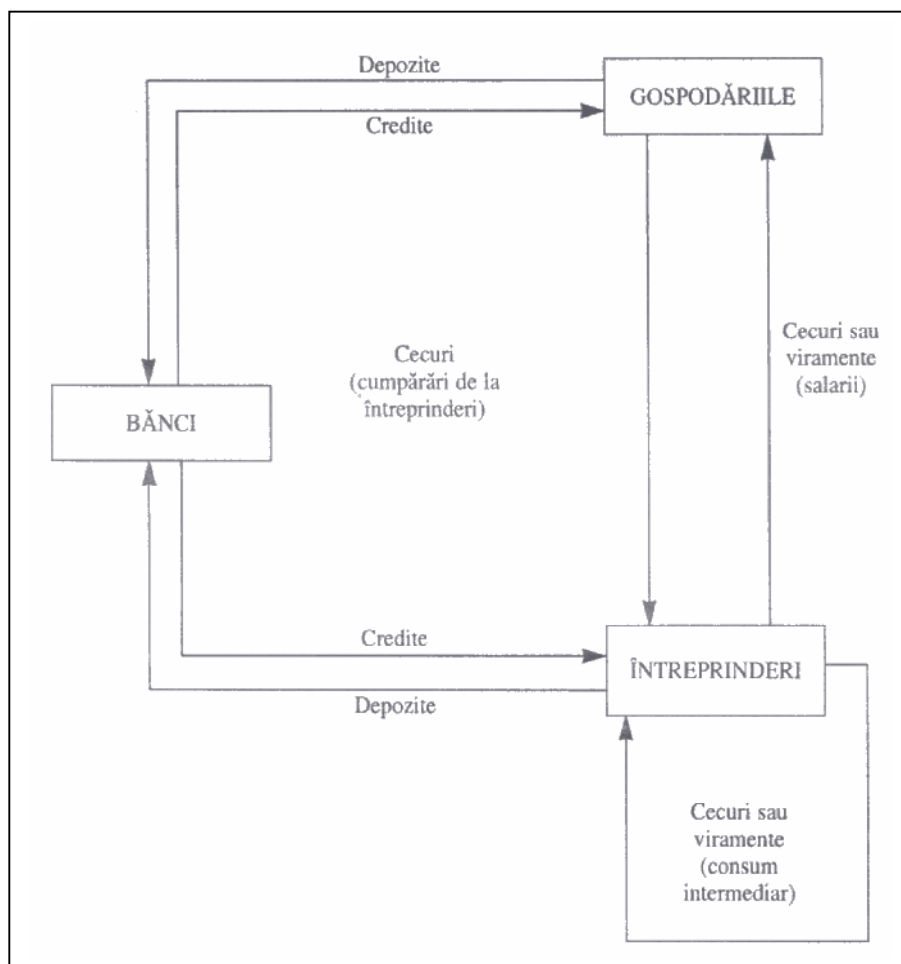 Depozite
GOSPODĂRIILE
Credite
Cecuri
(cumpărări de la
întreprinderi)
Cecuri sau
viramente
(salarii)
BĂNCI
Credite
ÎNTREPRINDERI
Depozite
Cecuri sau
viramente
(consum
intermediar)